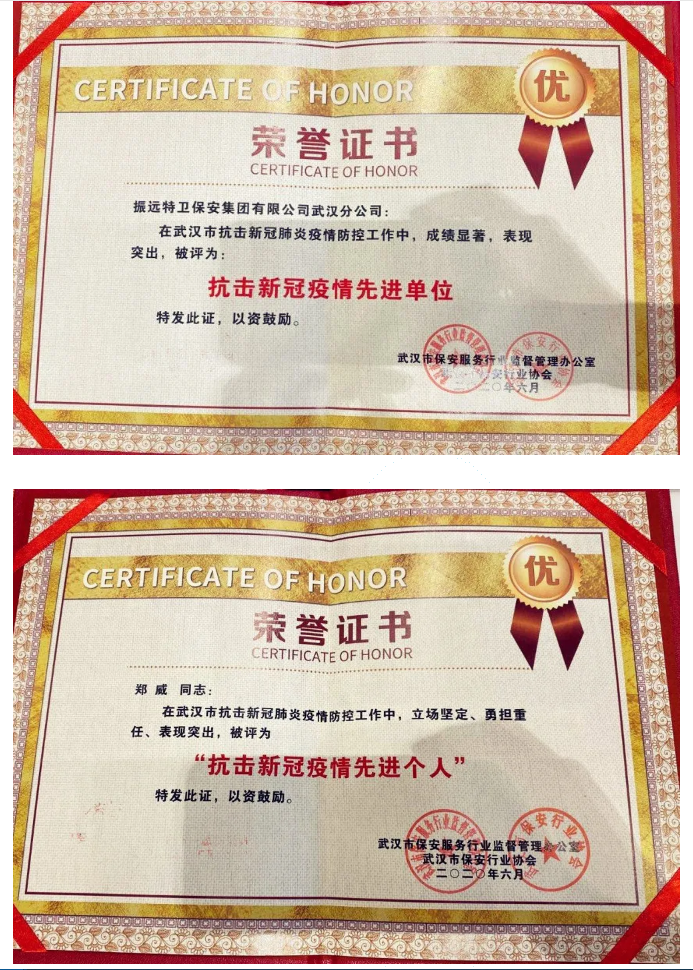 CERTIFICATE OF HONOR
优
荣誉证书
CERTIFICATE OF HONOR
振远特卫保安集团有限公司武汉分公司:
在武汉市抗击新冠肺炎疫情防控工作中，成绩显著，表现
突出，被评为:
抗击新冠疫情先进单位
特发此证，以资鼓励。
武汉市保安服务行业监督管理办公室
安行业协会
二〇二〇年六月
CERTIFICATE OF HONOR
优
荣誉证书
CERTIFICATE OF HONOR
郑 威 同志:
在武汉市抗击新冠肺炎疫情防控工作中，立场坚定、勇担重
任、表现突出，被评为
“抗击新冠疫情先进个人”
特发此证，以资鼓励。
武汉市保安服务行业监督管理办公室
武汉市保安行业协会
二〇二〇年六月